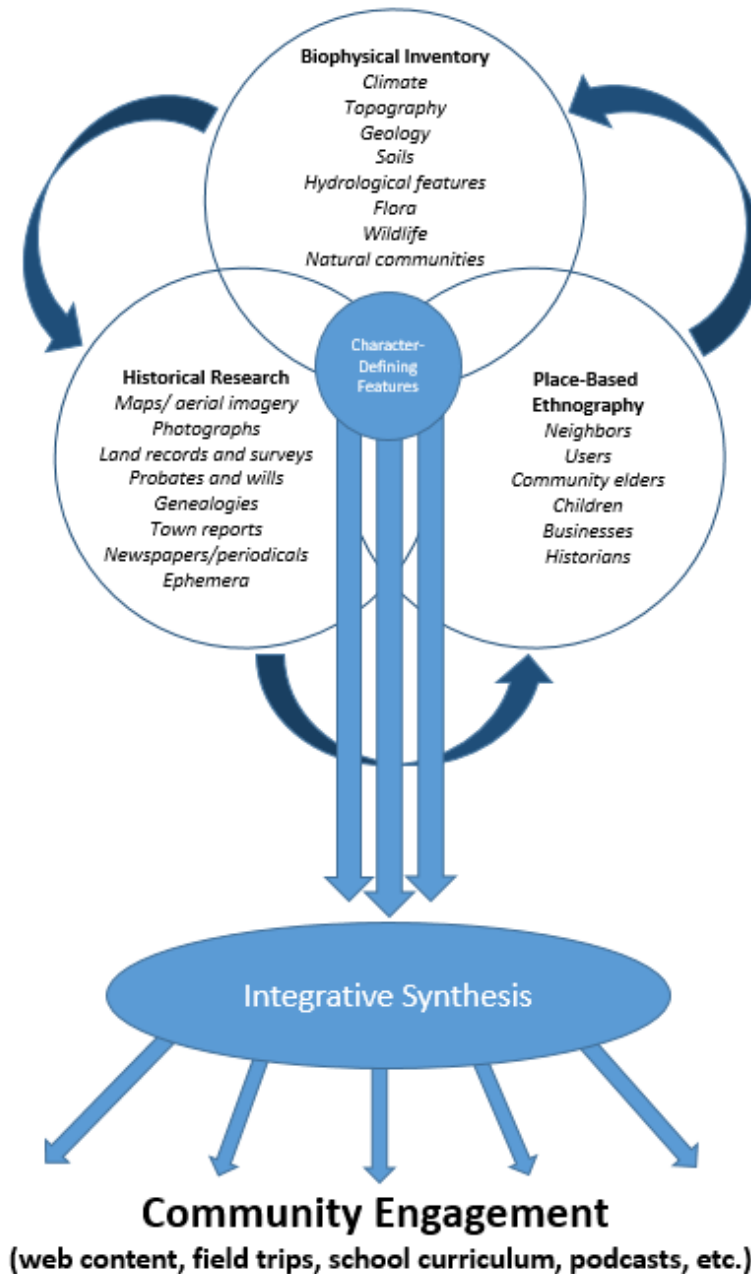 Biophysical Inventory
Climate
Topography
Geology
Soils
Hydrological features
Flora
Wildlife
Natural communities
Character-
Defining
Features
Historical Research
Maps/ aerial imagery
Photographs
Land records and surveys
Probates and wills
Genealogies
Town reports
Newspapers/periodicals
Ephemera
Place-Based
Ethnography
Neighbors
Users
Community elders
Children
Businesses
Historians
Integrative Synthesis
Community Engagement
(web content, field trips, school curriculum, podcasts, etc.)